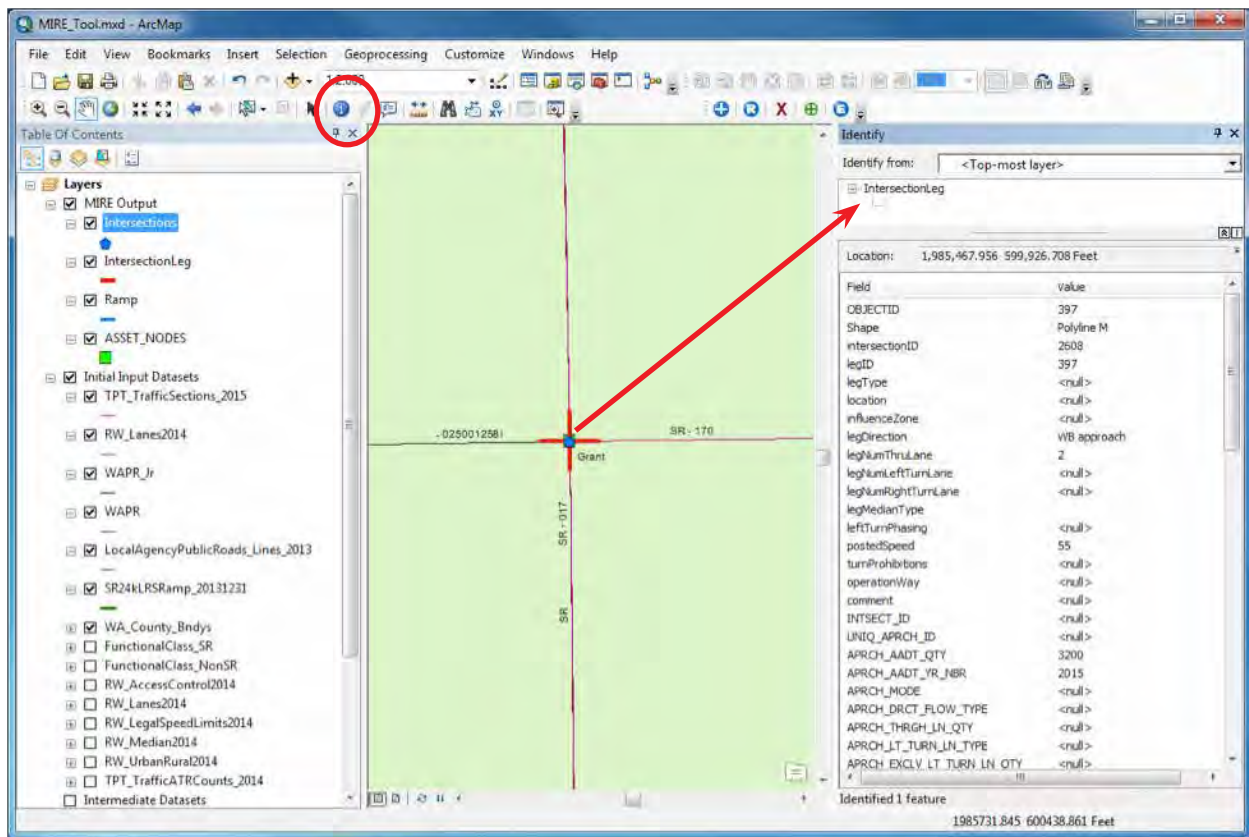 MIRE_Tool.mxd - ArcMap
File Edit View Bookmarks Insert Selection Geoprocessing Customize Windows Help
Table Of Contents
Layers
MIRE Output
Intersections
IntersectionLeg
Ramp
ASSET_NODES
Initial Input Datasets
TPT_TrafficSections_2015
RW_Lanes2014
WAPR_Jr
WAPR
LocalAgencyPublicRoads_Lines_2013
SR24kLRSRamp_20131231
WA_County_Bndys
FunctionalClass_SR
FunctionalClass_NonSR
RW_AccessControl2014
RW_Lanes2014
RW_LegalSpeedLimits2014
RW_Median2014
RW_UrbanRural2014
TPT_TrafficATRCounts_2014
Intermediate Datasets
SR - 170
Grant
SR - 017
SR
Identify
Identify from: <Top-most layer>
IntersectionLeg
Location: 1,985,467.956 599,926.708 Feet
Field Value
OBJECTID 397
Shape Polyline M
intersectionID 2608
legID 397
legType <null>
location <null>
influenceZone <null>
legDirection WB approach
legNumThruLane 2
legNumLeftTurnLane <null>
legNumRightTurnLane <null>
legMedianType
leftTurnPhasing <null>
postedSpeed 55
turnProhibitions <null>
operationWay <null>
comment <null>
INTSECT_ID <null>
UNIQ_APRCH_ID <null>
APRCH_AADT_QTY 3200
APRCH_AADT_YR_NBR 2015
APRCH_MODE <null>
APRCH_DRCT_FLOW_TYPE <null>
APRCH_THRGH_LN_QTY <null>
APRCH_LT_TURN_LN_TYPE <null>
APRCH_EXCLV_LT_TURN_LN_QTY <null>
Identified 1 feature
1985731.845 600438.861 Feet